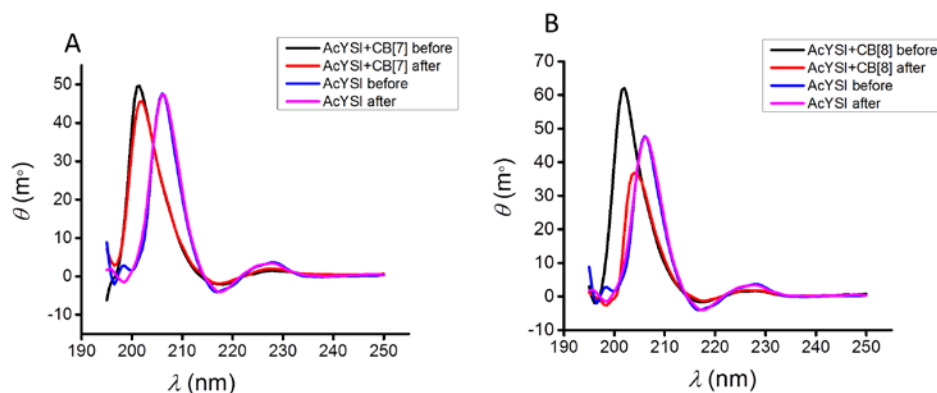 A
AcYSI+CB[7] before
AcYSI+CB[7] after
AcYSI before
AcYSI after
50
40
30
20
10
0
-10
θ (m°)
190 200 210 220 230 240 250
λ (nm)
B
AcYSI+CB[8] before
AcYSI+CB[8] after
AcYSI before
AcYSI after
70
60
50
40
30
20
10
0
-10
θ (m°)
190 200 210 220 230 240 250
λ (nm)